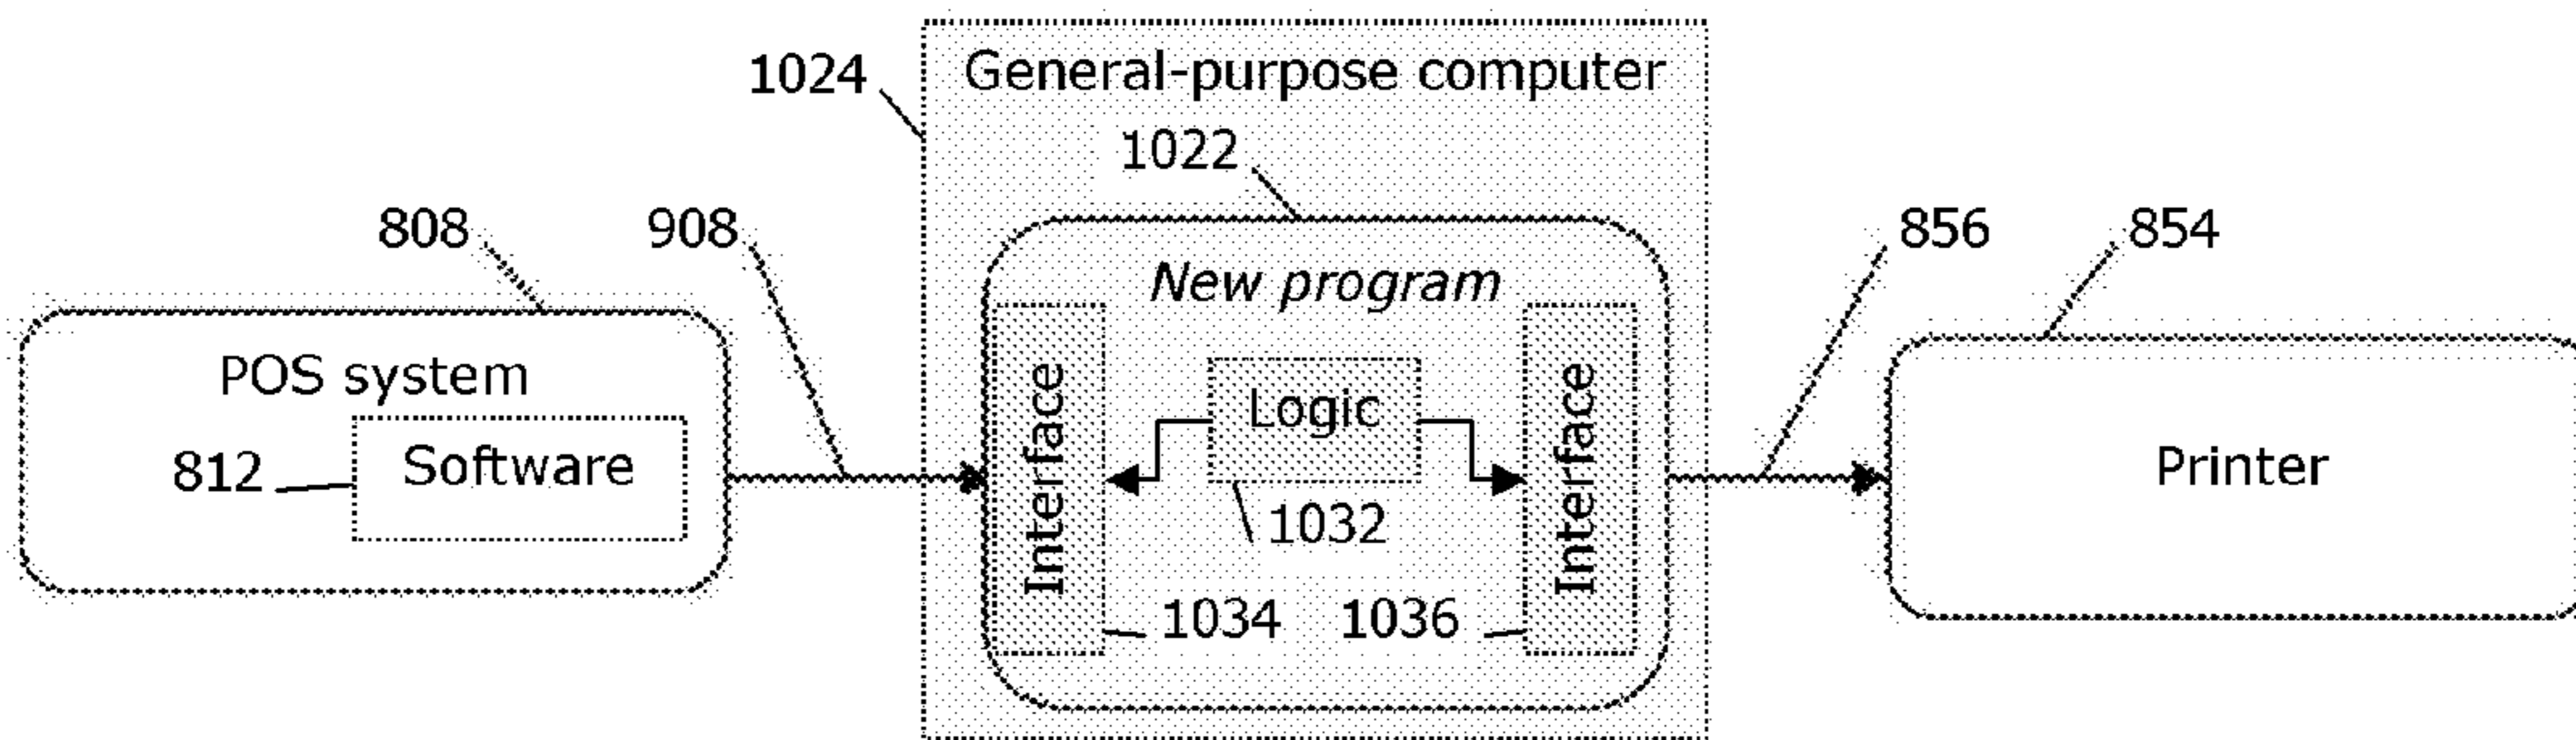 General-purpose computer
1024
1022
808
908
856
854
New program
POS system
Software
812
Interface
Logic
Interface
Printer
1032
1034
1036